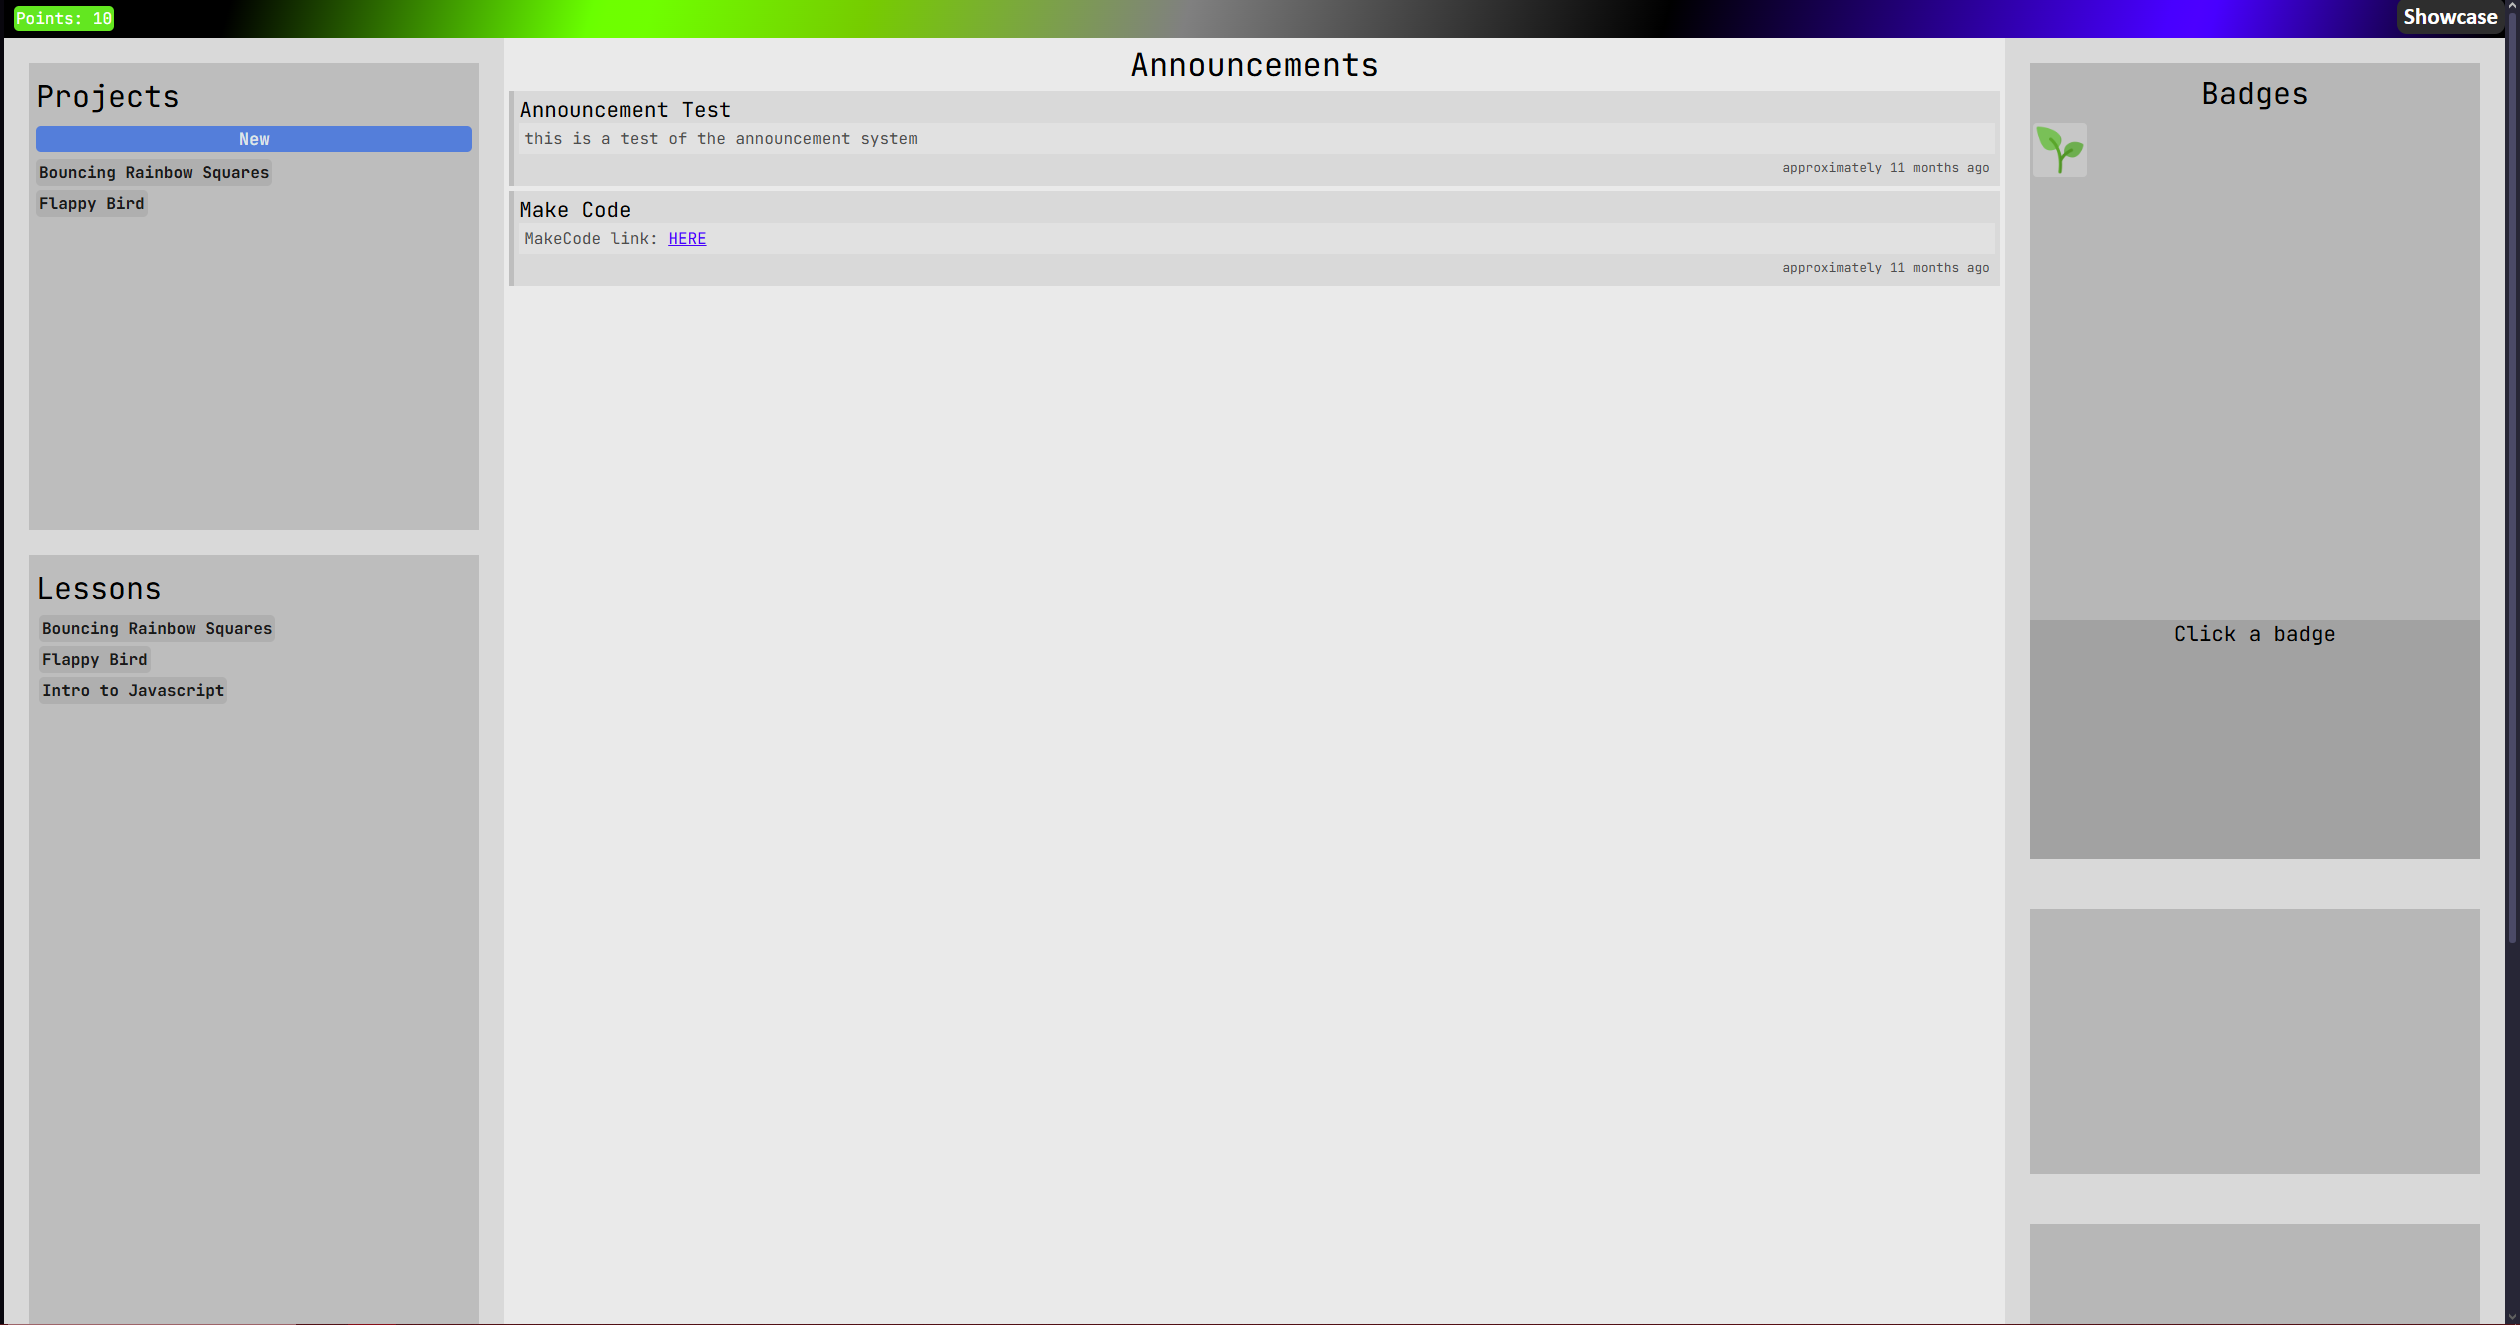 Points: 10
Showcase
Projects
New
Bouncing Rainbow Squares
Flappy Bird
Lessons
Bouncing Rainbow Squares
Flappy Bird
Intro to Javascript
Announcements
Announcement Test
this is a test of the announcement system
approximately 11 months ago
Make Code
MakeCode link: HERE
approximately 11 months ago
Badges
Click a badge